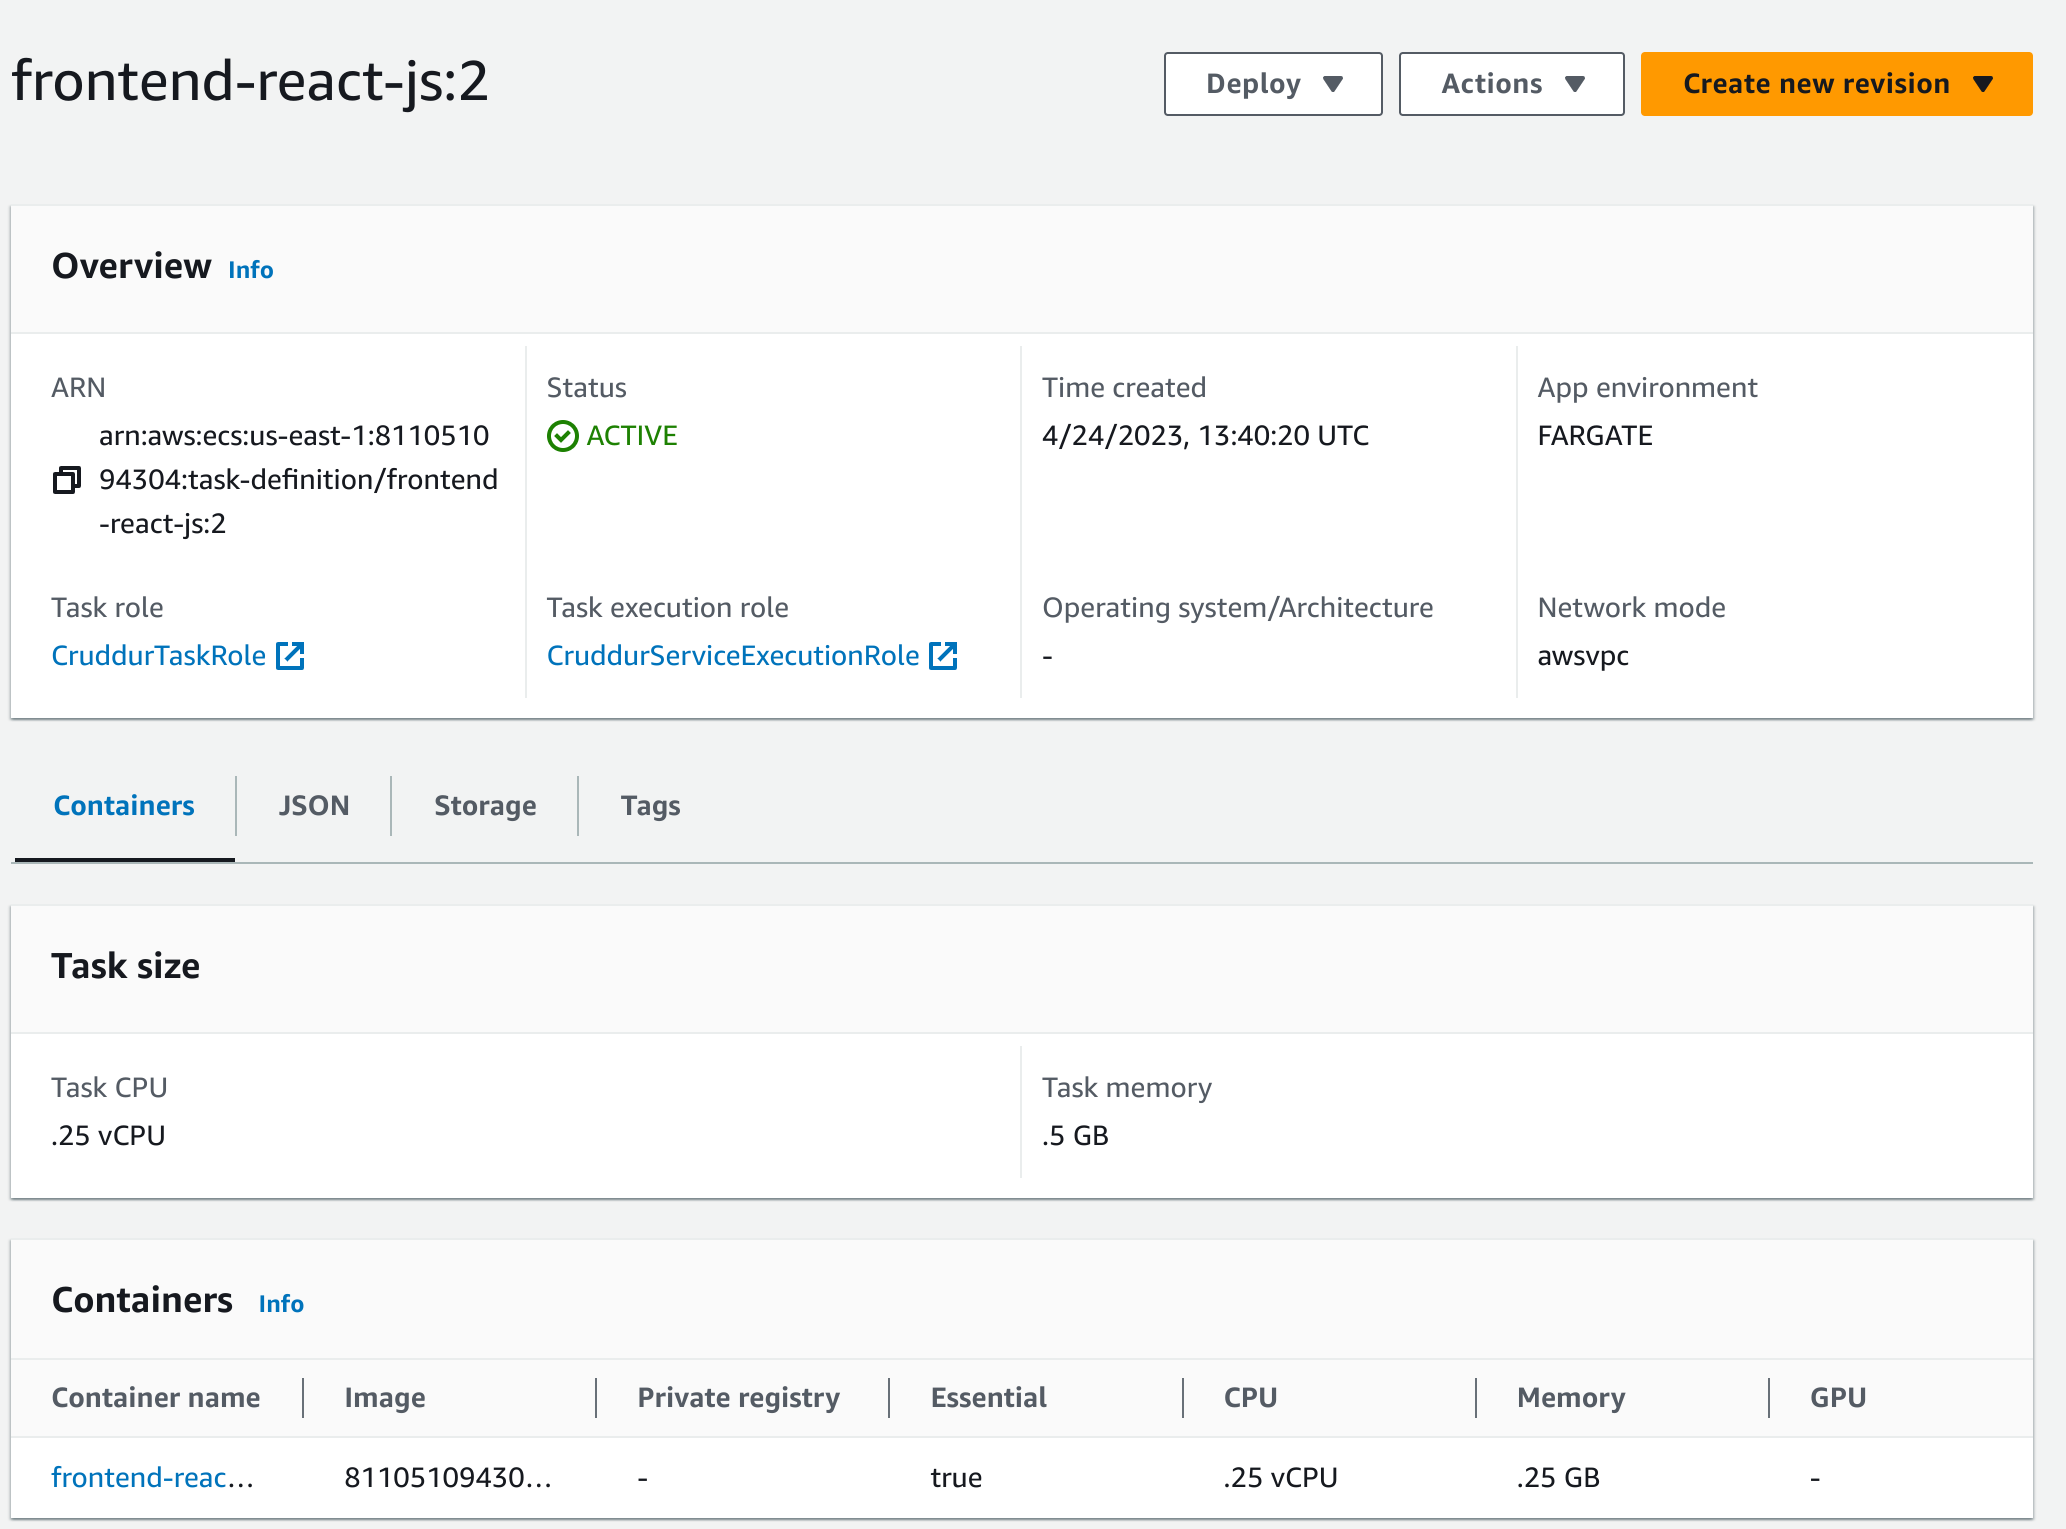 frontend-react-js:2
Deploy
Actions
Create new revision
Overview Info
ARN
arn:aws:ecs:us-east-1:8110510
94304:task-definition/frontend
-react-js:2
Status
ACTIVE
Time created
4/24/2023, 13:40:20 UTC
App environment
FARGATE
Task role
CruddurTaskRole
Task execution role
CruddurServiceExecutionRole
Operating system/Architecture
-
Network mode
awsvpc
Containers
JSON
Storage
Tags
Task size
Task CPU
.25 vCPU
Task memory
.5 GB
Containers Info
Container name Image Private registry Essential CPU Memory GPU
frontend-reac... 81105109430... - true .25 vCPU .25 GB -